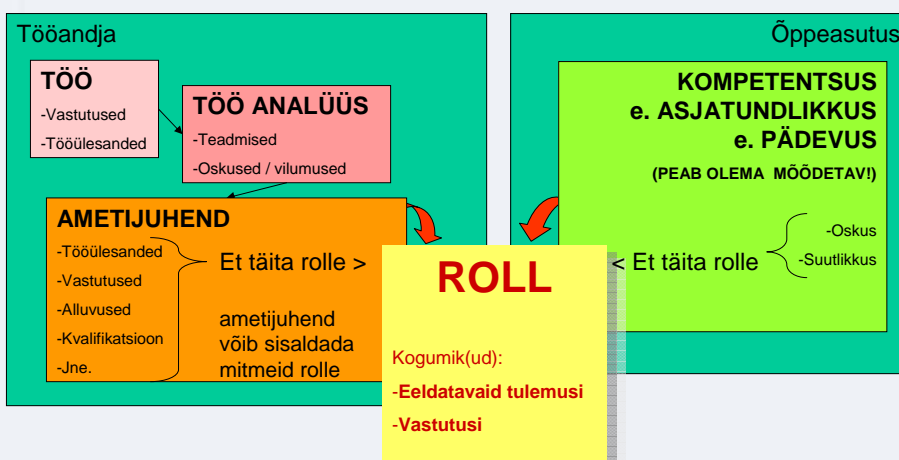 Tööandja
TÖÖ
-Vastutused
-Tööülesanded
TÖÖ ANALÜÜS
-Teadmised
-Oskused / vilumused
AMETIJUHEND
-Tööülesanded
-Vastutused
-Alluvused
-Kvalifikatsioon
-Jne.
Et täita rolle >
ametijuhend
võib sisaldada
mitmeid rolle
ROLL
Kogumik(ud):
-Eeldatavaid tulemusi
-Vastutusi
Õppeasutus
KOMPETENTSUS
e. ASJATUNDLIKKUS
e. PÄDEVUS
(PEAB OLEMA MÕÕDETAV!)
< Et täita rolle
-Oskus
-Suutlikkus